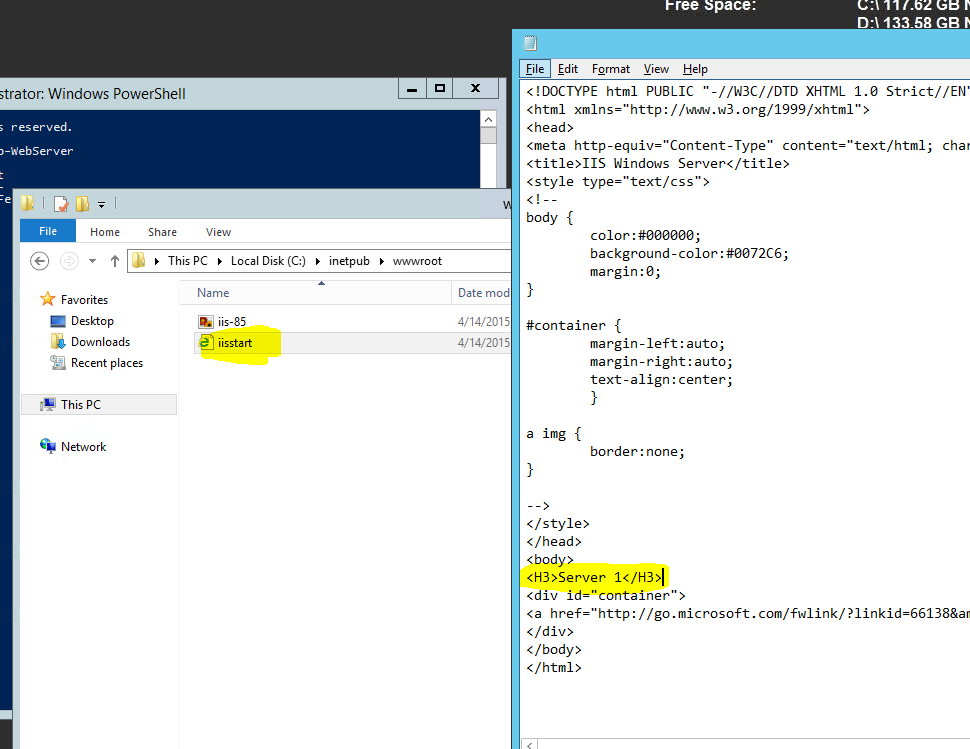 Free Space:
C:\ 117.62 GB
D:\ 133.58 GB
strator: Windows PowerShell
s reserved.
o-WebServer
t
Fe
W
File
Home
Share
View
This PC
Local Disk (C:)
inetpub
wwwroot
Name
Date mod
Favorites
Desktop
Downloads
Recent places
This PC
Network
iis-85
4/14/2015
iisstart
4/14/2015
File Edit Format View Help
<!DOCTYPE html PUBLIC "-//W3C//DTD XHTML 1.0 Strict//EN"
<html xmlns="http://www.w3.org/1999/xhtml">
<head>
<meta http-equiv="Content-Type" content="text/html; char
<title>IIS Windows Server</title>
<style type="text/css">
<!--
body {
color:#000000;
background-color:#0072C6;
margin:0;
}
#container {
margin-left:auto;
margin-right:auto;
text-align:center;
}
a img {
border:none;
}
-->
</style>
</head>
<body>
<H3>Server 1</H3>
<div id="container">
<a href="http://go.microsoft.com/fwlink/?linkid=66138&am
</div>
</body>
</html>